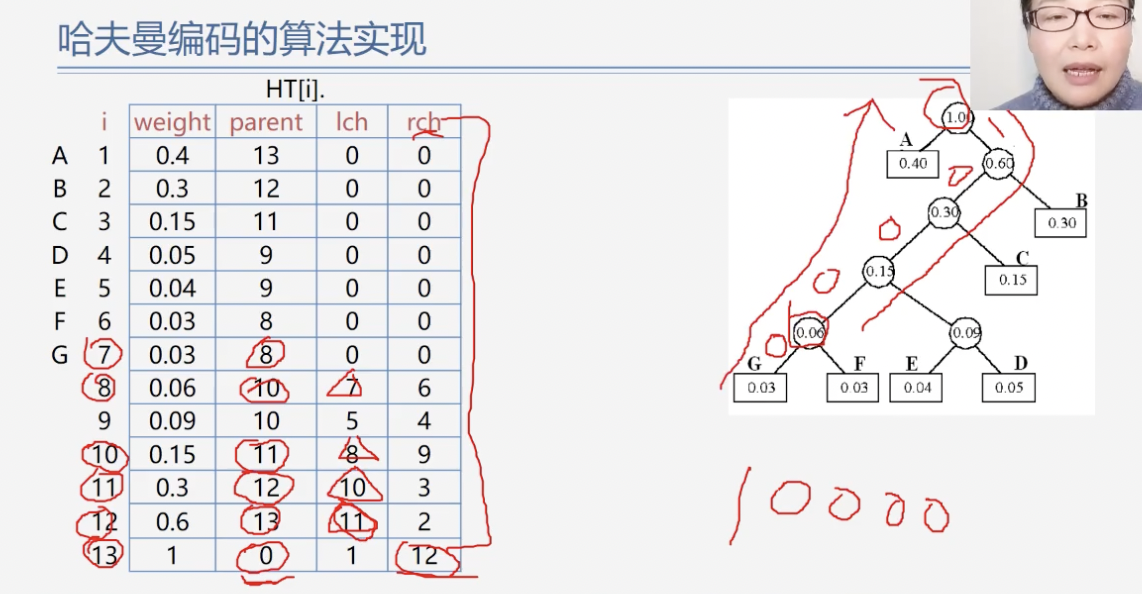 哈夫曼编码的算法实现
HT[i].
i weight parent lch rch
A 1 0.4 13 0 0
B 2 0.3 12 0 0
C 3 0.15 11 0 0
D 4 0.05 9 0 0
E 5 0.04 9 0 0
F 6 0.03 8 0 0
G 7 0.03 8 0 0
8 0.06 10 7 6
9 0.09 10 5 4
10 0.15 11 8 9
11 0.3 12 10 3
12 0.6 13 11 2
13 1 0 1 12
1.0
A
0.40 0.60
0
B
0.30 0.30
0
C
0.15 0.15
0
0.06 0.09
0
G F E D
0.03 0.03 0.04 0.05
1 0 0 0 0